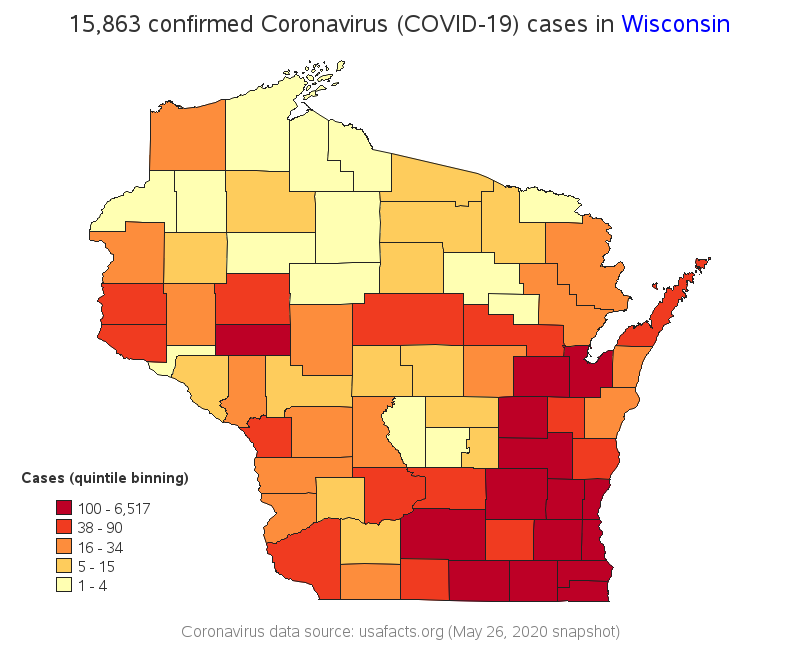 15,863 confirmed Coronavirus (COVID-19) cases in Wisconsin
Cases (quintile binning)
100 - 6,517
38 - 90
16 - 34
5 - 15
1 - 4
Coronavirus data source: usafacts.org (May 26, 2020 snapshot)